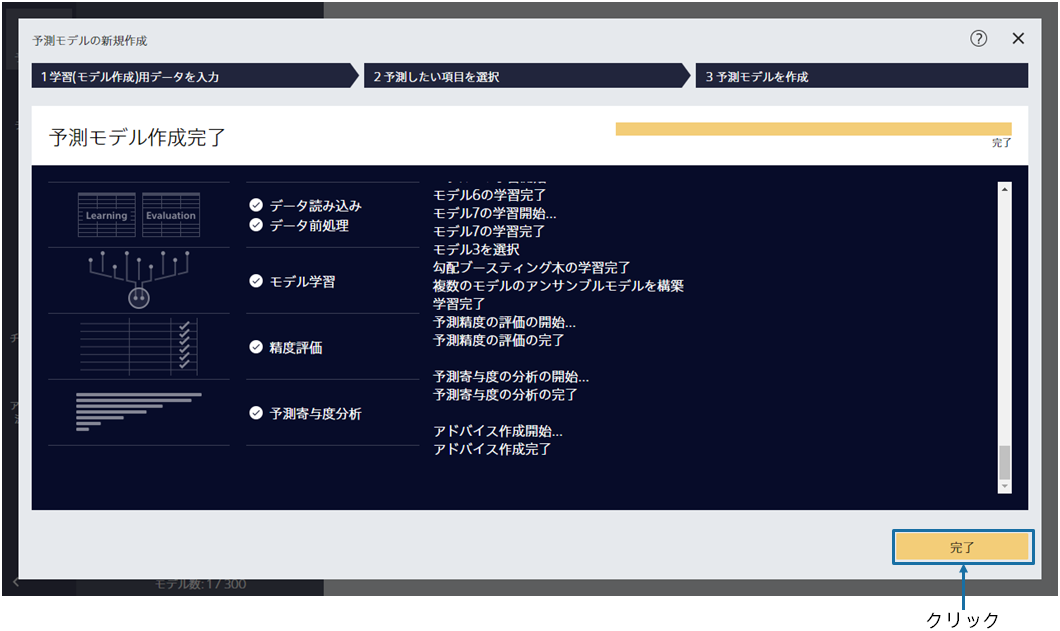 予測モデルの新規作成
?
1 学習(モデル作成)用データを入力
2 予測したい項目を選択
3 予測モデルを作成
予測モデル作成完了
完了
Learning
Evaluation
データ読み込み
データ前処理
モデル学習
精度評価
予測寄与度分析
モデル6の学習完了
モデル7の学習開始...
モデル7の学習完了
モデル3を選択
勾配ブースティング木の学習完了
複数のモデルのアンサンブルモデルを構築
学習完了
予測精度の評価の開始...
予測精度の評価の完了
予測寄与度の分析の開始...
予測寄与度の分析の完了
アドバイス作成開始...
アドバイス作成完了
完了
モデル数: 1 / 300
クリック